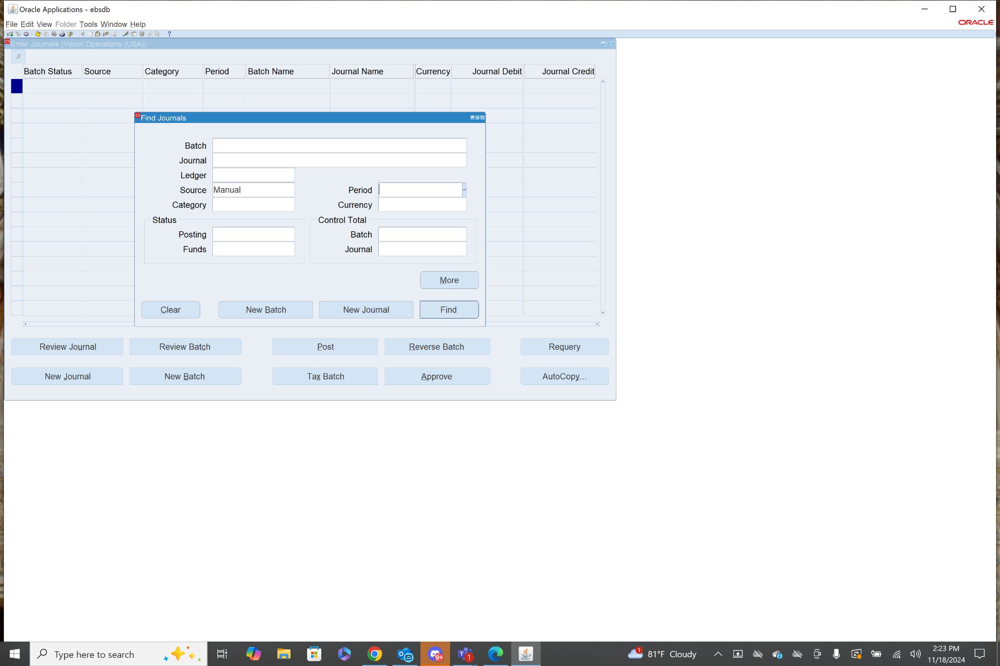 Oracle Applications - ebsdb
File Edit View Folder Tools Window Help
ORACLE
?
Enter Journals (Vision Operations (USA))
Batch Status Source Category Period Batch Name Journal Name Currency Journal Debit Journal Credit
Find Journals
Batch
Journal
Ledger
Source Manual Period
Category Currency
Status Control Total
Posting Batch
Funds Journal
More
Clear New Batch New Journal Find
Review Journal Review Batch Post Reverse Batch Requery
New Journal New Batch Tax Batch Approve AutoCopy...
Type here to search
9+
1
1
81°F Cloudy
2:23 PM
11/18/2024